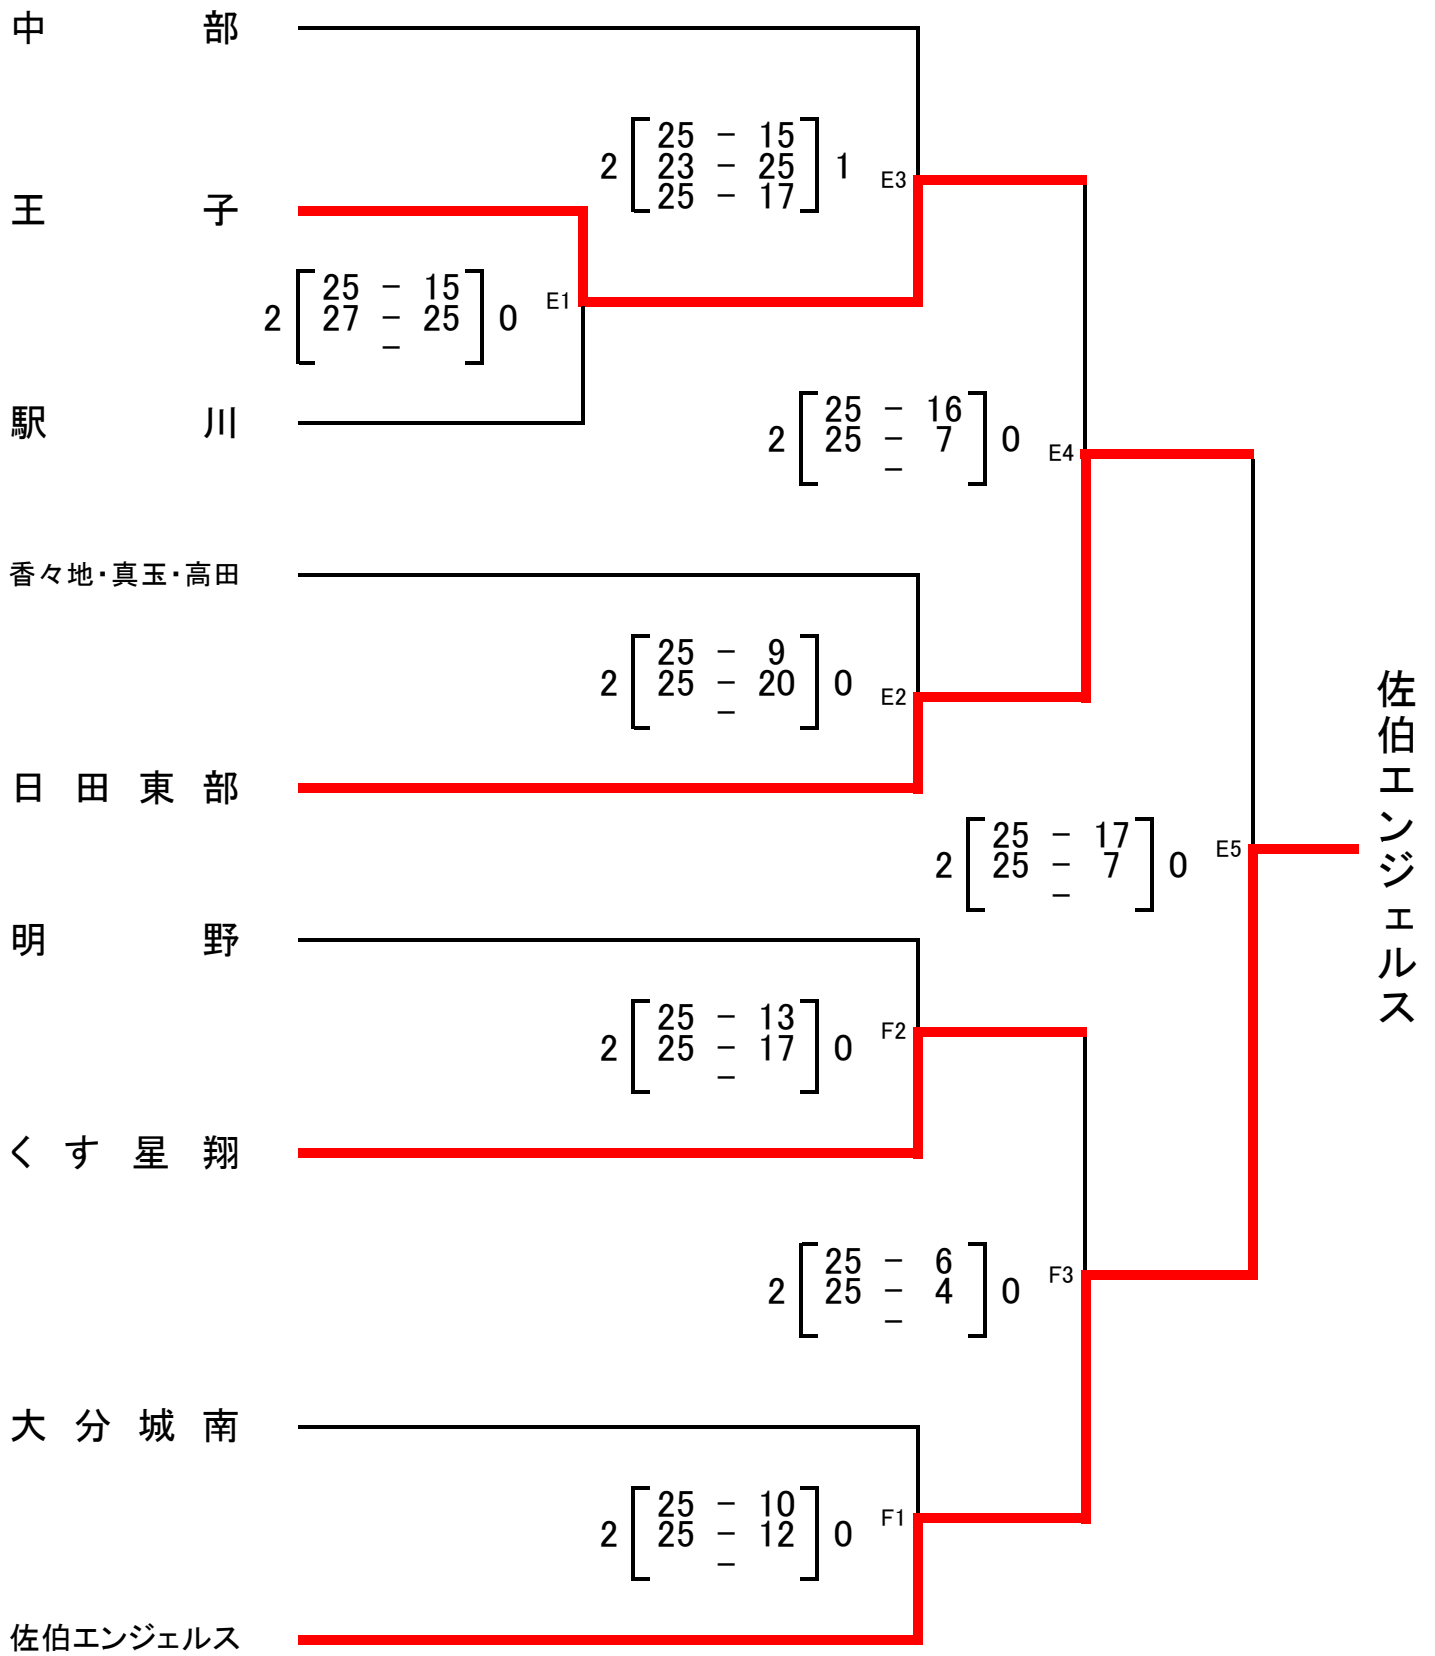 中部
25 - 15
2 23 - 25 1
25 - 17
E3
王子
25 - 15
2 27 - 25 0
-
E1
駅川
25 - 16
2 25 - 7 0
-
E4
香々地・真玉・高田
25 - 9
2 25 - 20 0
-
E2
日田東部
25 - 17
2 25 - 7 0
-
E5
佐伯エンジェルス
明野
25 - 13
2 25 - 17 0
-
F2
くす星翔
25 - 6
2 25 - 4 0
-
F3
大分城南
25 - 10
2 25 - 12 0
-
F1
佐伯エンジェルス